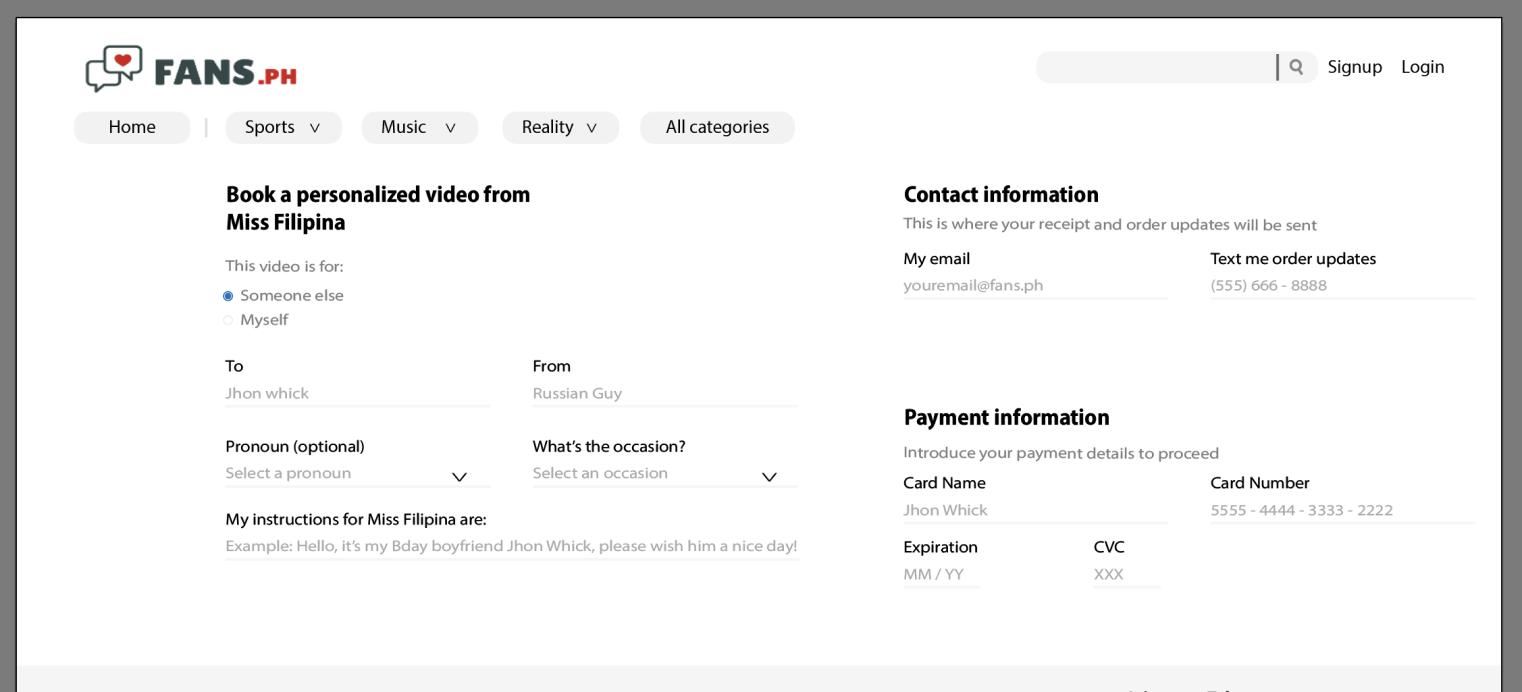 FANS.PH
Signup Login
Home | Sports Music Reality All categories
Book a personalized video from
Miss Filipina
This video is for:
Someone else
Myself
To From
Jhon whick Russian Guy
Pronoun (optional) What's the occasion?
Select a pronoun Select an occasion
My instructions for Miss Filipina are:
Example: Hello, it's my Bday boyfriend Jhon Whick, please wish him a nice day!
Contact information
This is where your receipt and order updates will be sent
My email Text me order updates
youremail@fans.ph (555) 666 - 8888
Payment information
Introduce your payment details to proceed
Card Name Card Number
Jhon Whick 5555 - 4444 - 3333 - 2222
Expiration CVC
MM / YY XXX